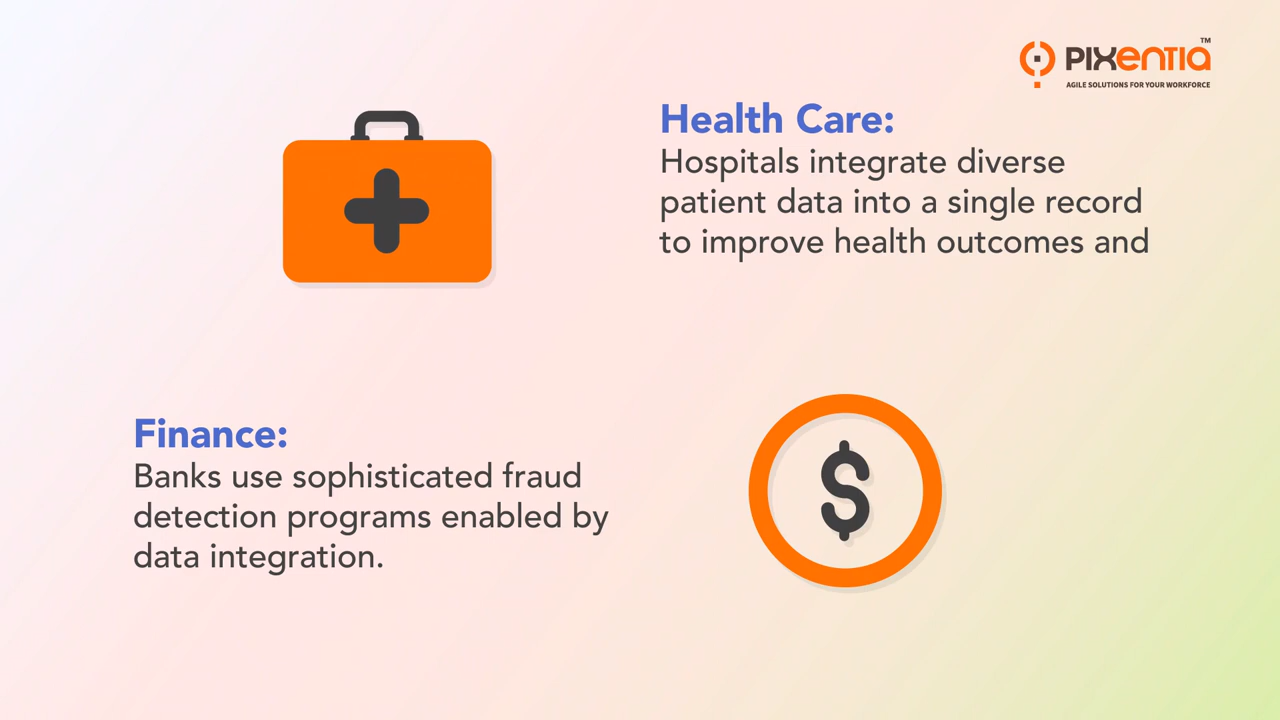 PIXENTIA™
AGILE SOLUTIONS FOR YOUR WORKFORCE
Health Care:
Hospitals integrate diverse
patient data into a single record
to improve health outcomes and
Finance:
Banks use sophisticated fraud
detection programs enabled by
data integration.
$